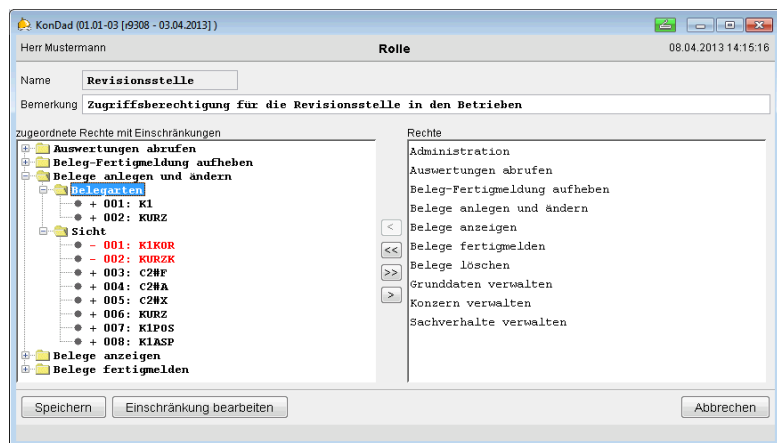 KonDad (01.01-03 [r9308 - 03.04.2013] )
Herr Mustermann
Rolle
08.04.2013 14:15:16
Name
Revisionsstelle
Bemerkung
Zugriffsberechtigung für die Revisionsstelle in den Betrieben
zugeordnete Rechte mit Einschränkungen
Auswertungen abrufen
Beleg-Fertigmeldung aufheben
Belege anlegen und ändern
Belegarten
+ 001: K1
+ 002: KURZ
Sicht
- 001: K1KOR
- 002: KURZK
+ 003: C2#F
+ 004: C2#A
+ 005: C2#X
+ 006: KURZ
+ 007: K1POS
+ 008: K1ASP
Belege anzeigen
Belege fertigmelden
<
<<
>>
>
Rechte
Administration
Auswertungen abrufen
Beleg-Fertigmeldung aufheben
Belege anlegen und ändern
Belege anzeigen
Belege fertigmelden
Belege löschen
Grunddaten verwalten
Konzern verwalten
Sachverhalte verwalten
Speichern
Einschränkung bearbeiten
Abbrechen